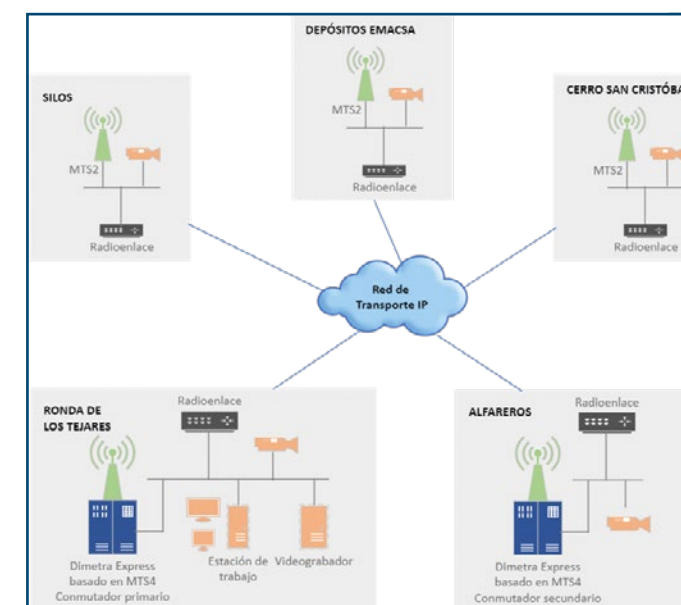 DEPÓSITOS EMACSA
MTS2
Radioenlace
SILOS
MTS2
Radioenlace
CERRO SAN CRISTÓBA
MTS2
Radioenlace
Red de
Transporte IP
RONDA DE
LOS TEJARES
Radioenlace
Dimetra Express
basado en MTS4
Conmutador primario
Estación de
trabajo
Videograbador
ALFAREROS
Radioenlace
Dimetra Express
basado en MTS4
Conmutador secundario